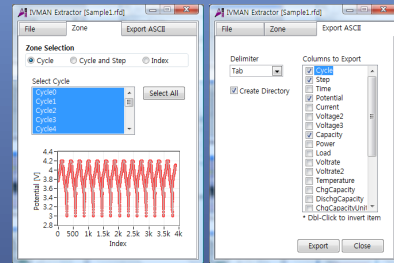 IVMAN Extractor [Sample1.rfd]
File
Zone
Export ASCII
Zone Selection
Cycle
Cycle and Step
Index
Select Cycle
Cycle0
Cycle1
Cycle2
Cycle3
Cycle4
Select All
Potential [V]
4.4
4.2
4
3.8
3.6
3.4
3.2
3
2.8
0 500 1k 1.5k 2k 2.5k 3k 3.5k 4k
Index
IVMAN Extractor [Sample1.rfd]
File
Zone
Export ASCII
Delimiter
Tab
Create Directory
Columns to Export
Cycle
Step
Time
Potential
Current
Voltage2
Voltage3
Capacity
Power
Load
Voltrate
Voltrate2
Temperature
ChgCapacity
DischgCapacity
ChgCapacityUnit
* Dbl-Click to invert item
Export
Close